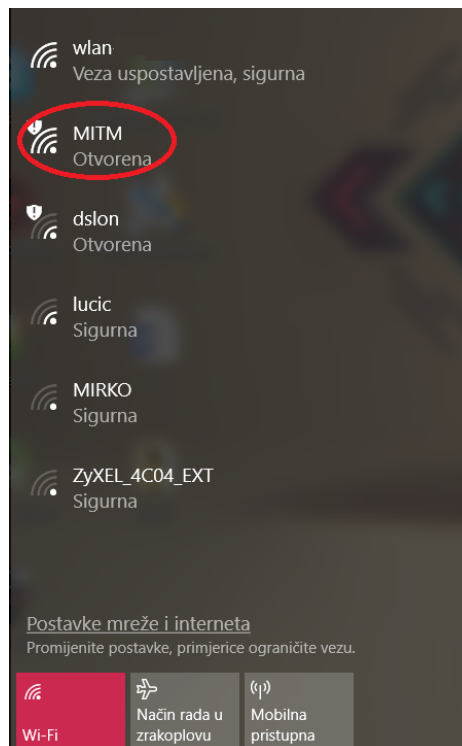 wlan
Veza uspostavljena, sigurna
MITM
Otvorena
dslon
Otvorena
lucic
Sigurna
MIRKO
Sigurna
ZyXEL_4C04_EXT
Sigurna
Postavke mreže i interneta
Promijenite postavke, primjerice ograničite vezu.
Wi-Fi
Način rada u
zrakoplovu
Mobilna
pristupna